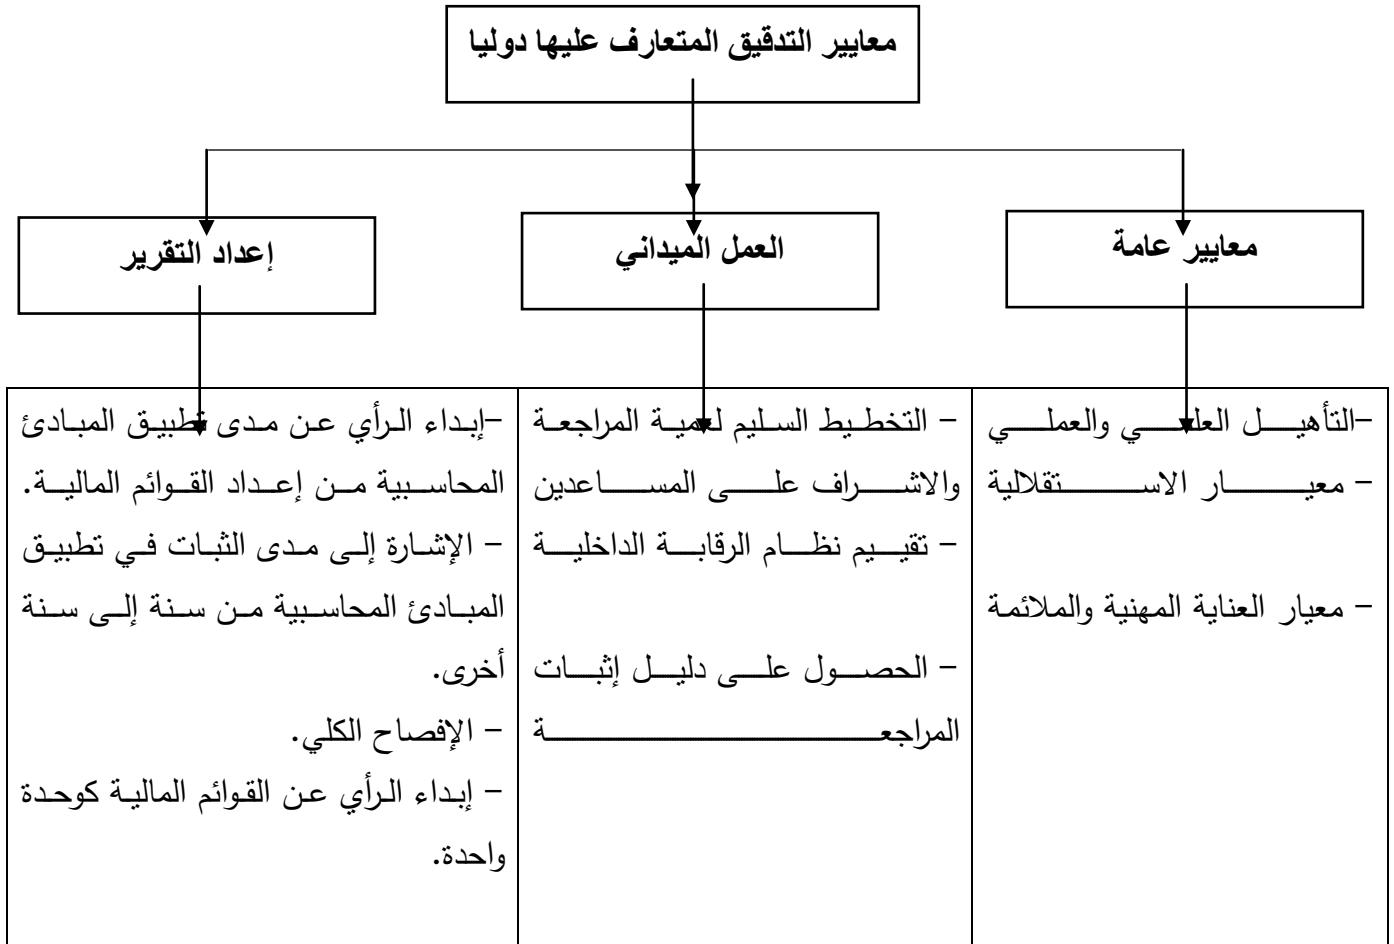 معايير التدقيق المتعارف عليها دوليا
معايير عامة
العمل الميداني
إعداد التقرير
-التأهيل العلمي والعملي
- معيار الاستقلالية
- معيار العناية المهنية والملائمة
- التخطيط السليم لعمية المراجعة
والاشراف على المساعدين
- تقييم نظام الرقابة الداخلية
- الحصول على دليل إثبات
المراجعة
-إبداء الرأي عن مدى تطبيق المبادئ
المحاسبية من إعداد القوائم المالية.
- الإشارة إلى مدى الثبات في تطبيق
المبادئ المحاسبية من سنة إلى سنة
أخرى.
- الإفصاح الكلي.
- إبداء الرأي عن القوائم المالية كوحدة
واحدة.